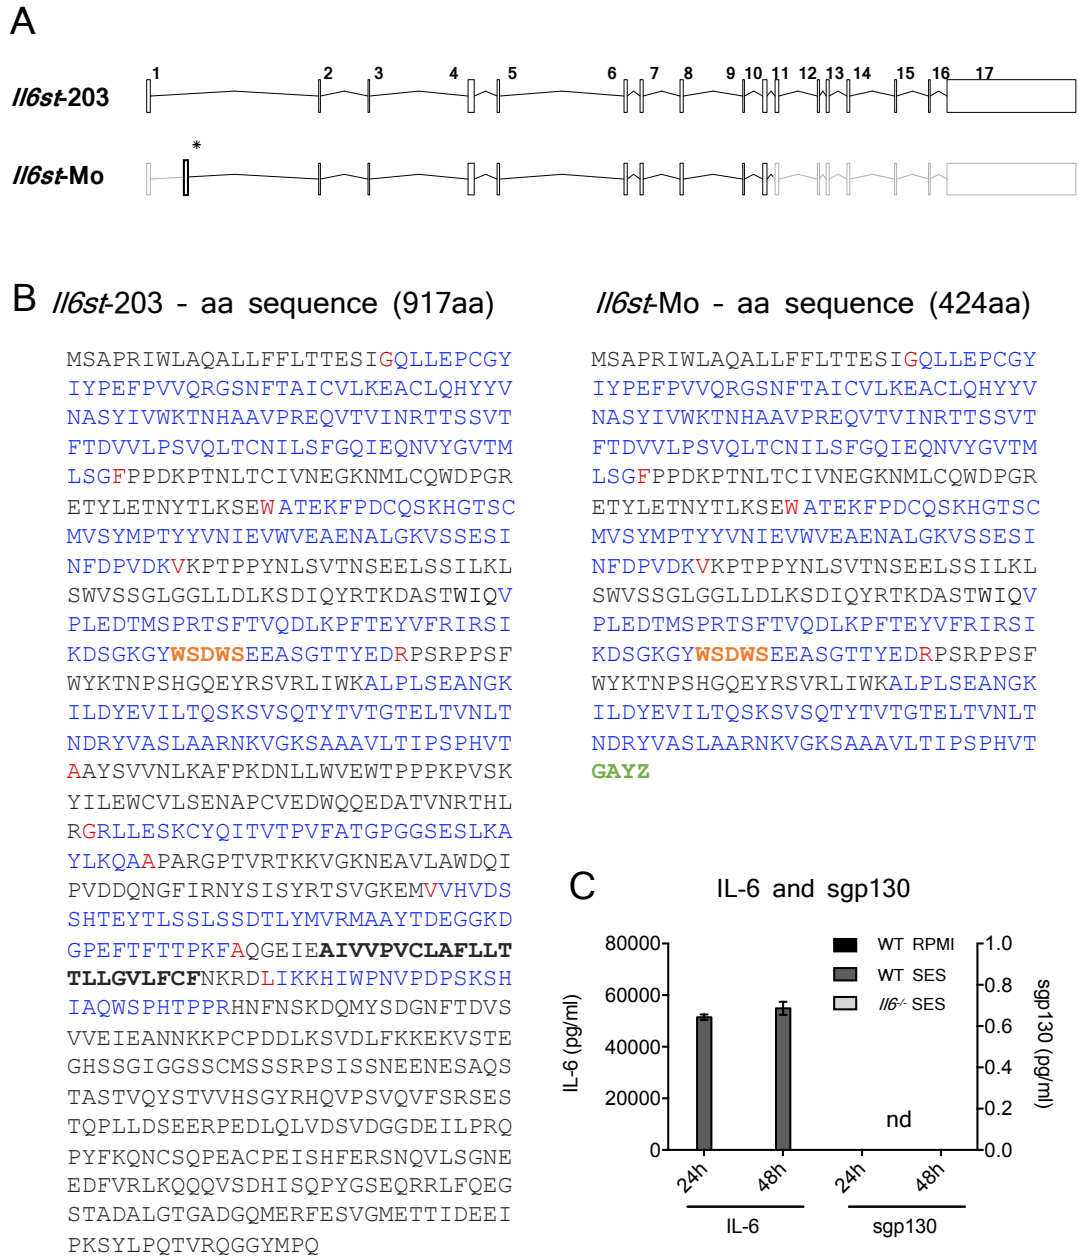 A
1 2 3 4 5 6 7 8 9 10 11 12 13 14 15 16 17
Il6st-203
*
Il6st-Mo
B
Il6st-203 - aa sequence (917aa)
MSAPRIWLAQALLFFLTTESIGQLLEPCGY
IYPEFPVVQRGSNFTAICVLKEACLQHYYV
NASYIVWKTNHAAVPREQVTVINRTTSSVT
FTDVVLPSVQLTCNILSFGQIEQNVYGVTM
LSGFPPDKPTNLTCIVNEGKNMLCQWDPGR
ETYLETNYTLKSEWATEKFPDCQSKHGTSC
MVSYMPTYYVNIEVWVEAENALGKVSSESI
NFDPVDKVKPTPPYNLSVTNSEELSSILKL
SWVSSGLGGLLDLKSDIQYRTKDASTWIQV
PLEDTMSPRTSFTVQDLKPFTEYVFRIRSI
KDSGKGYWSDWSEEASGTTYEDRPSRPPSF
WYKTNPSHGQEYRSVRLIWKALPLSEANGK
ILDYEVILTQSKSVSQTYTVTGTELTVNLT
NDRYVASLAARNKVGKSAAAVLTIPSPHVT
AAYSVVNLKAFPKDNLLWVEWTPPPKPVSK
YILEWCVLSENAPCVEDWQQEDATVNRTHL
RGRLLESKCYQITVTPVFATGPGGSESLKA
YLKQAAPARGPTVRTKKVGKNEAVLAWDQI
PVDDQNGFIRNYSISYRTSVGKEMVVHVDS
SHTEYTLSSLSSDTLYMVRMAAYTDEGGKD
GPEFTFTTPKFAQGEIEAIVVPVCLAFLLT
TLLGVLFCFNKRDLIKKHIWPNVPDPSKSH
IAQWSPHTPPRHNFNSKDQMYSDGNFTDVS
VVEIEANNKKPCPDDLKSVDLFKKEKVSTE
GHSSGIGGSSCMSSSRPSISSNEENESAQS
TASTVQYSTVVHSGYRHQVPSVQVFSRSES
TQPLLDSEERPEDLQLVDSVDGGDEILPRQ
PYFKQNCSQPEACPEISHFERSNQVLSGNE
EDFVRLKQQQVSDHISQPYGSEQRRLFQEG
STADALGTGADGQMERFESVGMETTIDEEI
PKSYLPQTVRQGGYMPQ
Il6st-Mo - aa sequence (424aa)
MSAPRIWLAQALLFFLTTESIGQLLEPCGY
IYPEFPVVQRGSNFTAICVLKEACLQHYYV
NASYIVWKTNHAAVPREQVTVINRTTSSVT
FTDVVLPSVQLTCNILSFGQIEQNVYGVTM
LSGFPPDKPTNLTCIVNEGKNMLCQWDPGR
ETYLETNYTLKSEWATEKFPDCQSKHGTSC
MVSYMPTYYVNIEVWVEAENALGKVSSESI
NFDPVDKVKPTPPYNLSVTNSEELSSILKL
SWVSSGLGGLLDLKSDIQYRTKDASTWIQV
PLEDTMSPRTSFTVQDLKPFTEYVFRIRSI
KDSGKGYWSDWSEEASGTTYEDRPSRPPSF
WYKTNPSHGQEYRSVRLIWKALPLSEANGK
ILDYEVILTQSKSVSQTYTVTGTELTVNLT
NDRYVASLAARNKVGKSAAAVLTIPSPHVT
GAYZ
C
IL-6 and sgp130
WT RPMI
WT SES
Il6-/- SES
IL-6 (pg/ml)
80000
60000
40000
20000
0
1.0
0.8
0.6
0.4
0.2
0.0
sgp130 (pg/ml)
nd
24h 48h 24h 48h
IL-6 sgp130